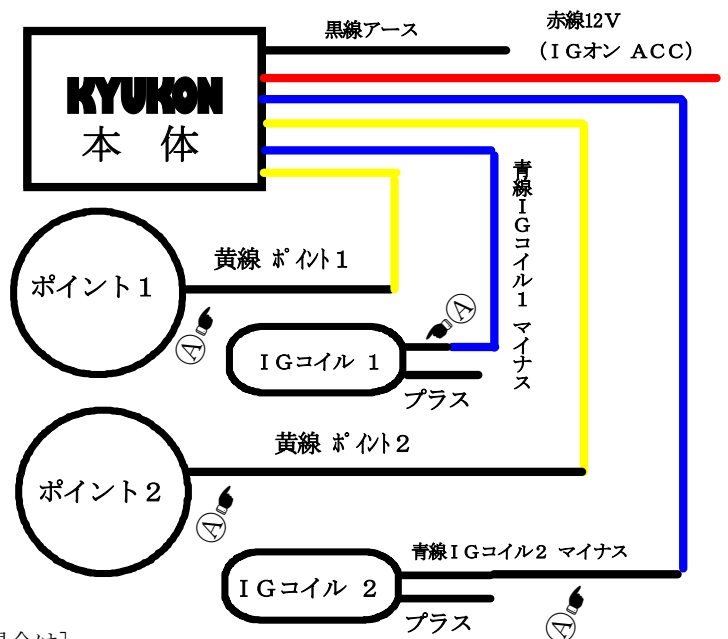 黒線アース
赤線12V
（ＩＧオン ＡＣＣ）
KYUKON
本 体
青線ＩＧコイル１ マイナス
黄線 ﾎﾟｲﾝﾄ１
ポイント１
Ⓐ
Ⓐ
ＩＧコイル １
プラス
黄線 ﾎﾟｲﾝﾄ２
ポイント２
Ⓐ
青線ＩＧコイル２ マイナス
ＩＧコイル ２
プラス
Ⓐ